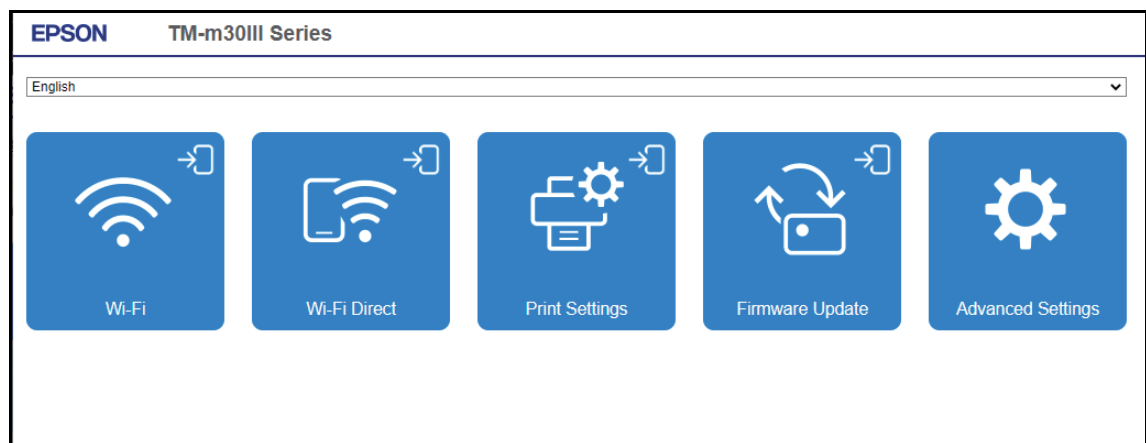 EPSON TM-m30III Series
English
Wi-Fi Wi-Fi Direct Print Settings Firmware Update Advanced Settings